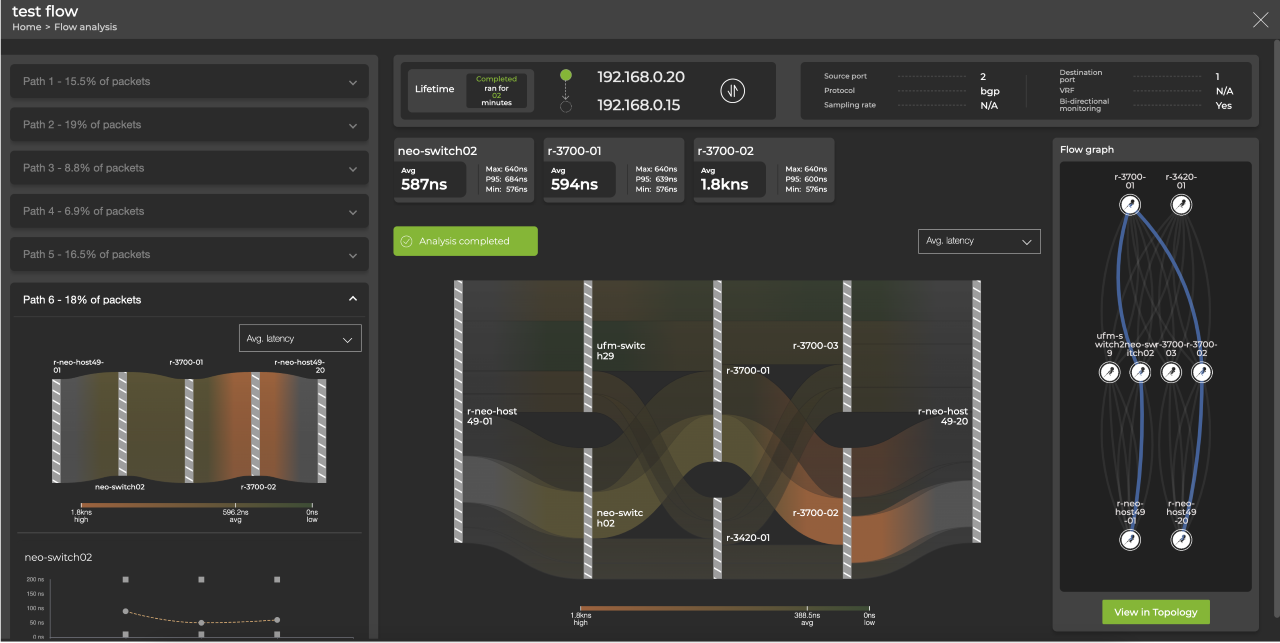 test flow
Home > Flow analysis
Path 1 - 15.5% of packets
Path 2 - 19% of packets
Path 3 - 8.8% of packets
Path 4 - 6.9% of packets
Path 5 - 16.5% of packets
Path 6 - 18% of packets
Avg. latency
r-neo-host49-
01
r-3700-01
r-neo-host49-
20
neo-switch02
r-3700-02
1.8kns
high
596.2ns
avg
0ns
low
neo-switch02
200 ns
150 ns
100 ns
50 ns
0 ns
Lifetime
Completed
ran for
02
minutes
192.168.0.20
192.168.0.15
Source port
2
Protocol
bgp
Sampling rate
N/A
Destination
port
1
VRF
N/A
Bi-directional
monitoring
Yes
neo-switch02
Avg
587ns
Max: 640ns
P95: 684ns
Min: 576ns
r-3700-01
Avg
594ns
Max: 640ns
P95: 639ns
Min: 576ns
r-3700-02
Avg
1.8kns
Max: 640ns
P95: 600ns
Min: 576ns
Analysis completed
Avg. latency
r-neo-host
49-01
ufm-switc
h29
neo-switc
h02
r-3700-01
r-3420-01
r-3700-03
r-3700-02
r-neo-host
49-20
1.8kns
high
388.5ns
avg
0ns
low
Flow graph
r-3700-
01
r-3420-
01
ufm-s
witch2
9
neo-sw
itch02
r-3700-
03
r-3700-
02
r-neo-
host49
-01
r-neo-
host49
-20
View in Topology